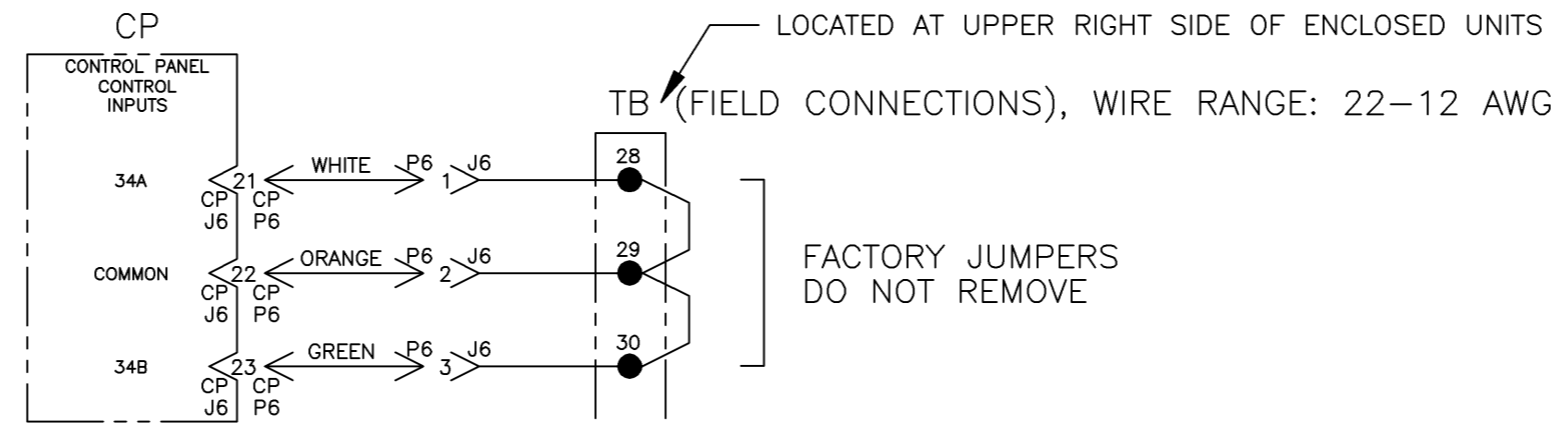 CP
LOCATED AT UPPER RIGHT SIDE OF ENCLOSED UNITS
TB (FIELD CONNECTIONS), WIRE RANGE: 22-12 AWG
CONTROL PANEL
CONTROL
INPUTS
34A
21
WHITE
P6
1
J6
28
CP
CP
J6
P6
COMMON
22
ORANGE
P6
2
J6
29
CP
CP
J6
P6
FACTORY JUMPERS
DO NOT REMOVE
34B
23
GREEN
P6
3
J6
30
CP
CP
J6
P6